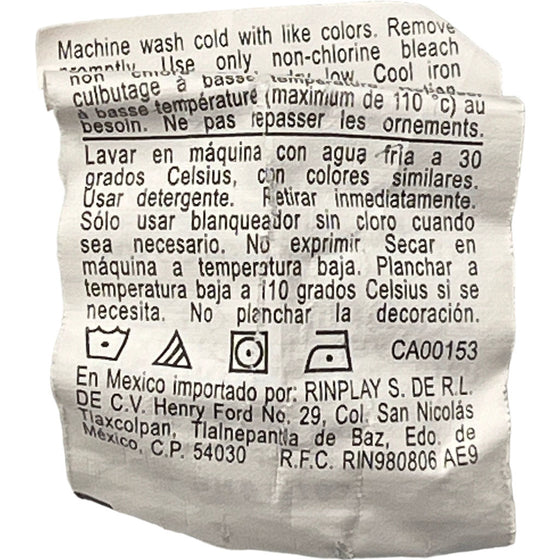 Machine wash cold with like colors. Remove
promptly. Use only non-chlorine bleach
non low. Cool iron
culbutage à basse
à basse température (maximum de 110 °c) au
besoin. Ne pas repasser les ornements.
Lavar en máquina con agua fria a 30
grados Celsius, con colores similares.
Usar detergente. Retirar inmediatamente.
Sólo usar blanqueador sin cloro cuando
sea necesario. No exprimir. Secar en
máquina a temperatura baja. Planchar a
temperatura baja a 110 grados Celsius si se
necesita. No planchar la decoración.
CA00153
En Mexico importado por: RINPLAY S. DE R.L.
DE C.V. Henry Ford No. 29, Col. San Nicolás
Tlaxcolpan, Tlalnepantla de Baz, Edo. de
México, C.P. 54030 R.F.C. RIN980806 AE9